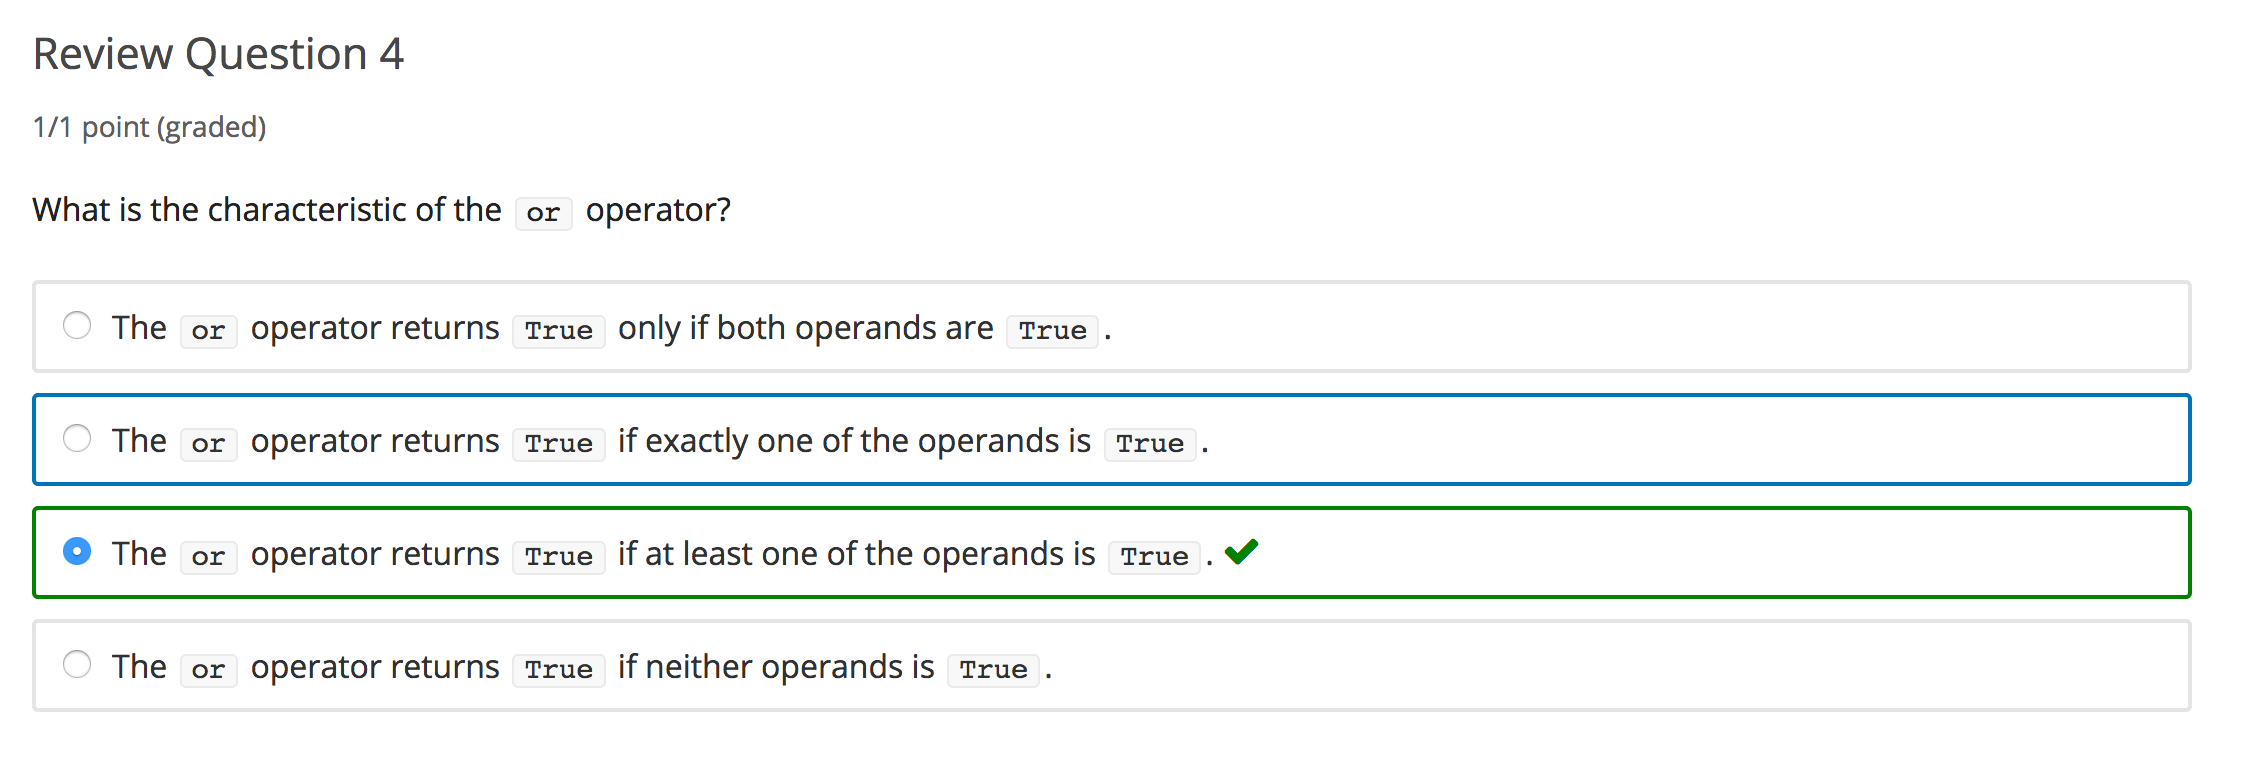 Review Question 4
1/1 point (graded)
What is the characteristic of the or operator?
The or operator returns True only if both operands are True.
The or operator returns True if exactly one of the operands is True.
The or operator returns True if at least one of the operands is True.
The or operator returns True if neither operands is True.